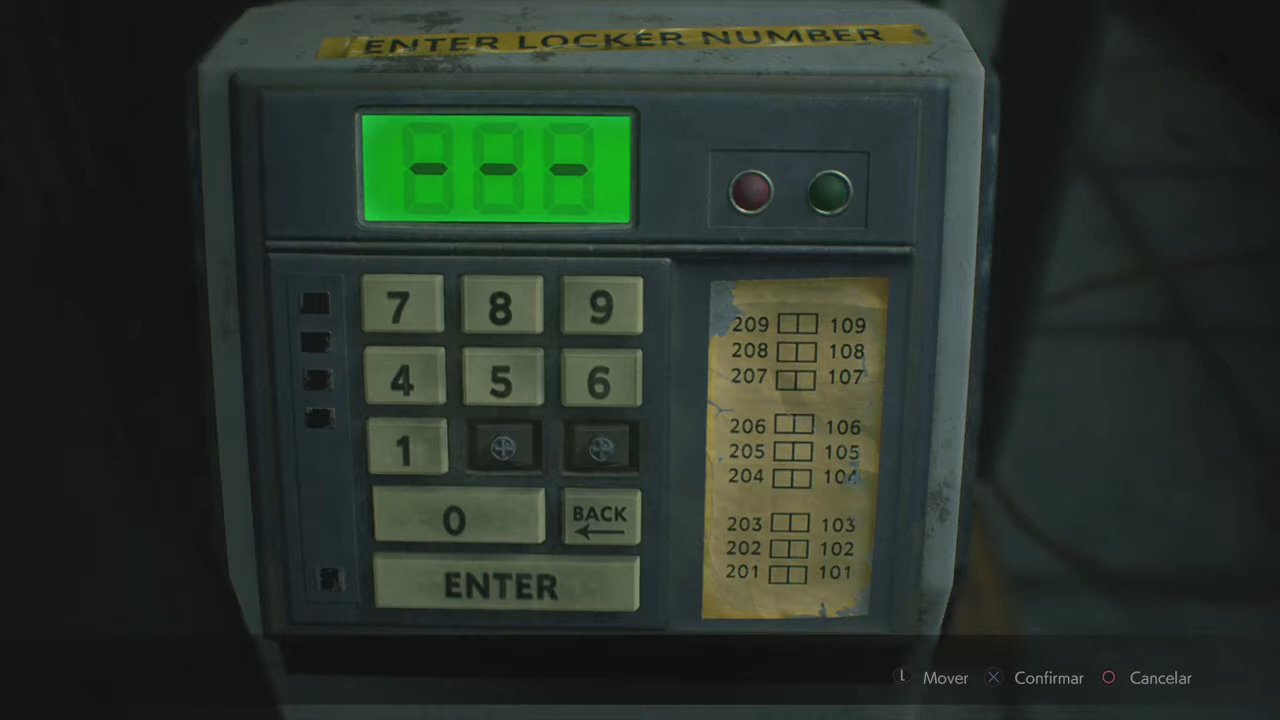 ENTER LOCKER NUMBER
- - -
7 8 9
4 5 6
1
0 BACK
ENTER
209 109
208 108
207 107
206 106
205 105
204 104
203 103
202 102
201 101
L Mover Confirmar Cancelar